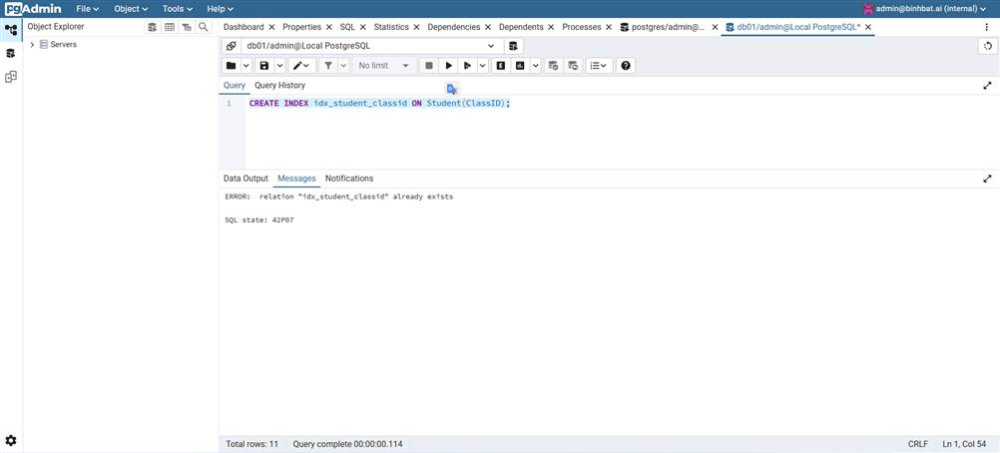 PgAdmin File Object Tools Help admin@binhbat.ai (internal)
Object Explorer
Dashboard Properties SQL Statistics Dependencies Dependents Processes postgres/admin@... db01/admin@Local PostgreSQL*
Servers
db01/admin@Local PostgreSQL
No limit
Query Query History
1 CREATE INDEX idx_student_classid ON Student(ClassID);
Data Output Messages Notifications
ERROR: relation "idx_student_classid" already exists
SQL state: 42P07
Total rows: 11 Query complete 00:00:00.114 CRLF Ln 1, Col 54